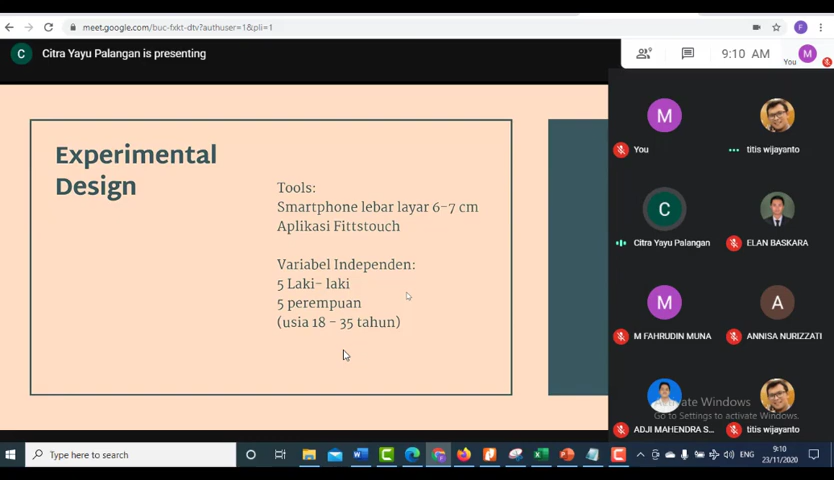 meet.google.com/buc-fxkt-dtv?authuser=1&pli=1
F
C Citra Yayu Palangan is presenting
9
9:10 AM
You
M
Experimental
Design
Tools:
Smartphone lebar layar 6-7 cm
Aplikasi Fittstouch
Variabel Independen:
5 Laki- laki
5 perempuan
(usia 18 - 35 tahun)
M
You
titis wijayanto
C
Citra Yayu Palangan
ELAN BASKARA
M
A
M FAHRUDIN MUNA
ANNISA NURIZZATI
Activate Windows
Go to Settings to activate Windows.
ADJI MAHENDRA S...
titis wijayanto
Type here to search
ENG
9:10
23/11/2020